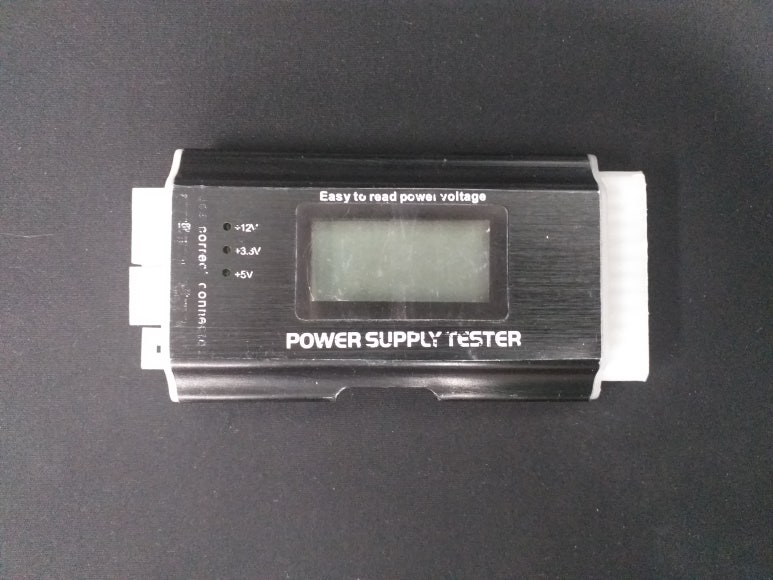 Easy to read power voltage
+12V
+3.3V
+5V
POWER SUPPLY TESTER